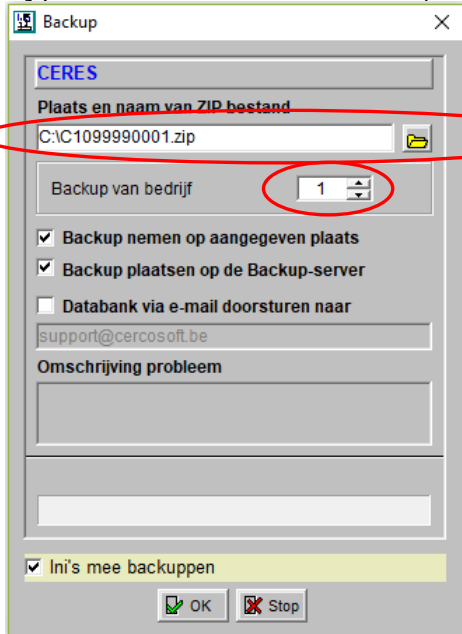 Backup
CERES
Plaats en naam van ZIP bestand
C:\C1099990001.zip
Backup van bedrijf 1
Backup nemen op aangegeven plaats
Backup plaatsen op de Backup-server
Databank via e-mail doorsturen naar
support@cercosoft.be
Omschrijving probleem
Ini's mee backuppen
OK Stop